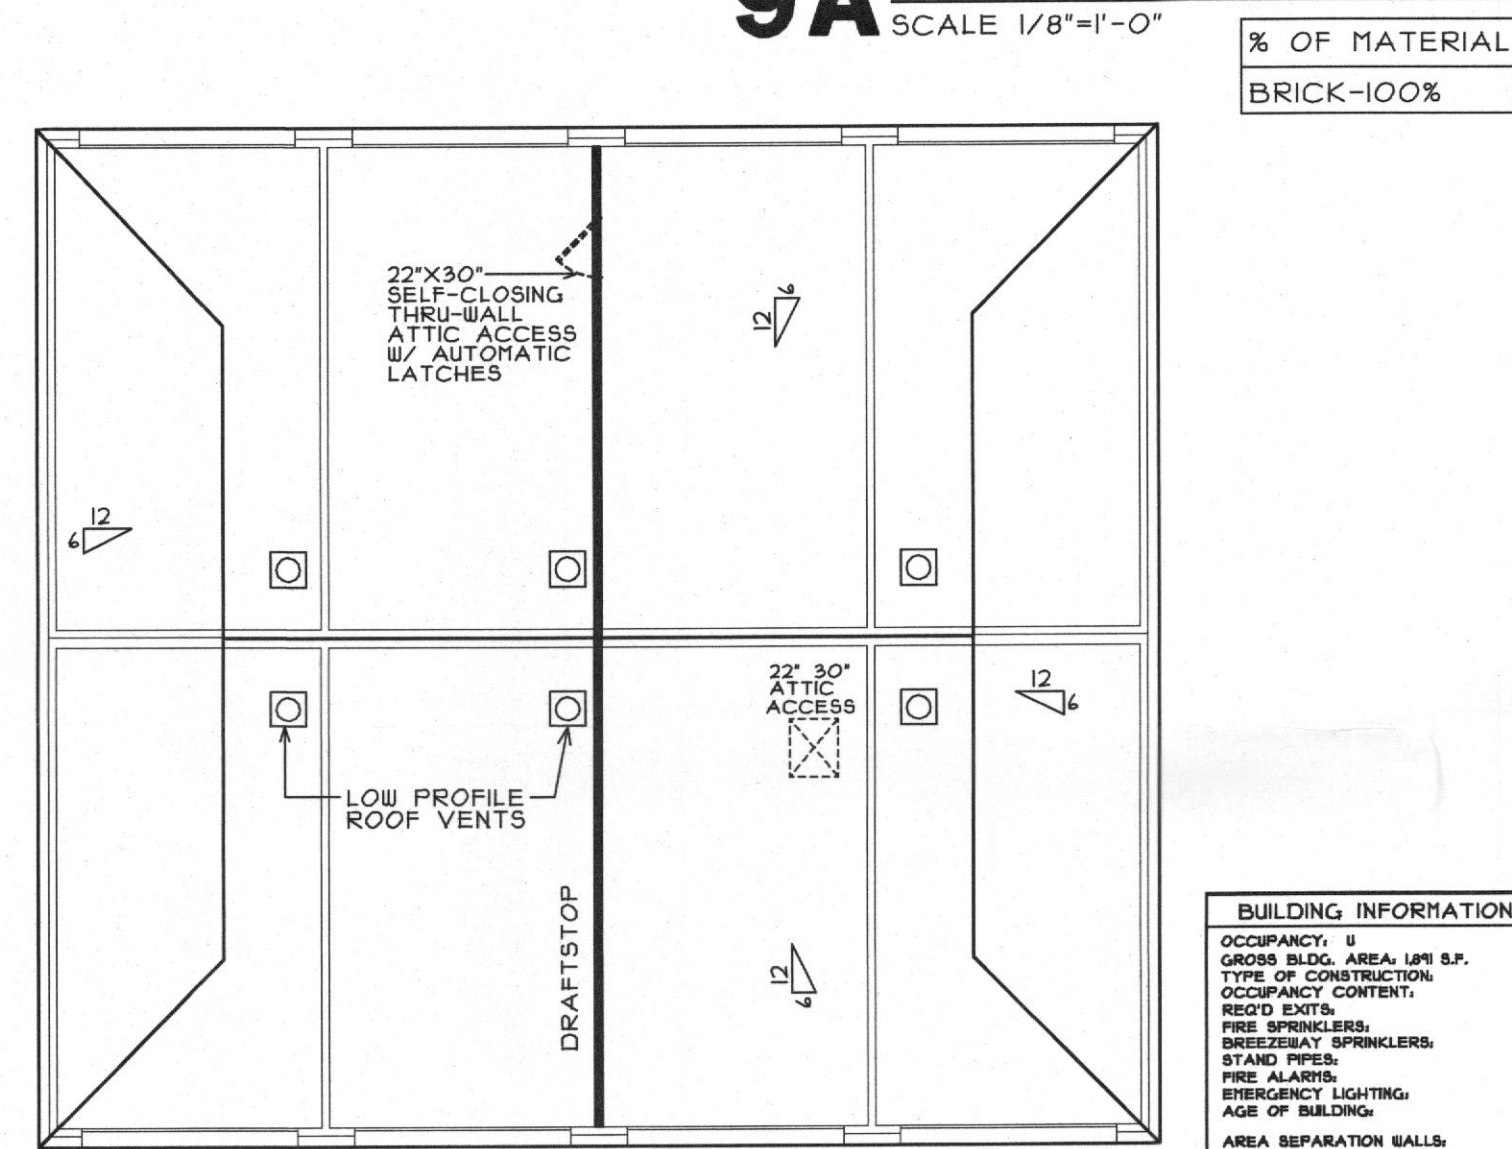 9A
SCALE 1/8"=1'-0"
% OF MATERIAL
BRICK-100%
22"X30"
SELF-CLOSING
THRU-WALL
ATTIC ACCESS
W/ AUTOMATIC
LATCHES
12
6
12
6
22" 30"
ATTIC
ACCESS
12
6
LOW PROFILE
ROOF VENTS
DRAFTSTOP
12
6
BUILDING INFORMATION
OCCUPANCY: U
GROSS BLDG. AREA: 1,891 S.F.
TYPE OF CONSTRUCTION:
OCCUPANCY CONTENT:
REQ'D EXITS:
FIRE SPRINKLERS:
BREEZEWAY SPRINKLERS:
STAND PIPES:
FIRE ALARMS:
EMERGENCY LIGHTING:
AGE OF BUILDING:
AREA SEPARATION WALLS: